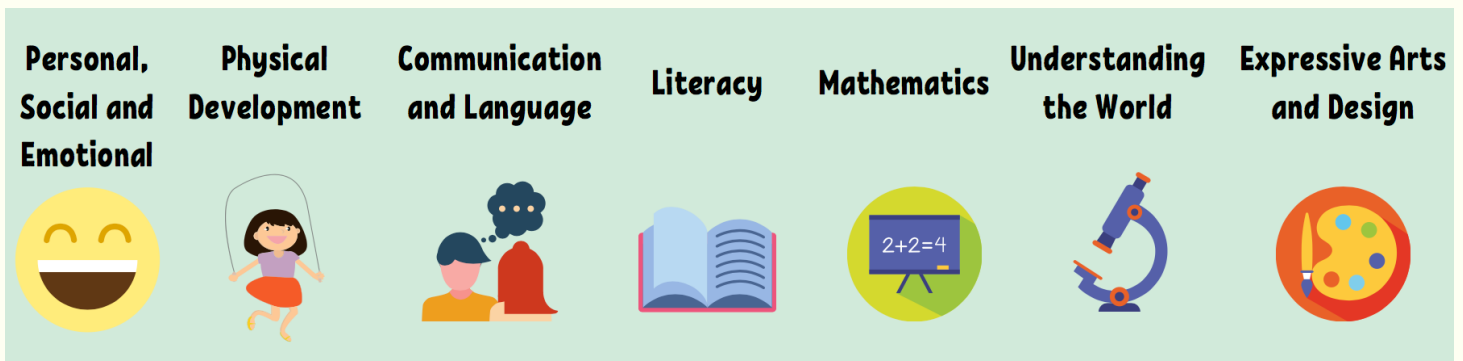 Personal,
Social and
Emotional
Physical
Development
Communication
and Language
Literacy
Mathematics
Understanding
the World
Expressive Arts
and Design
2+2=4